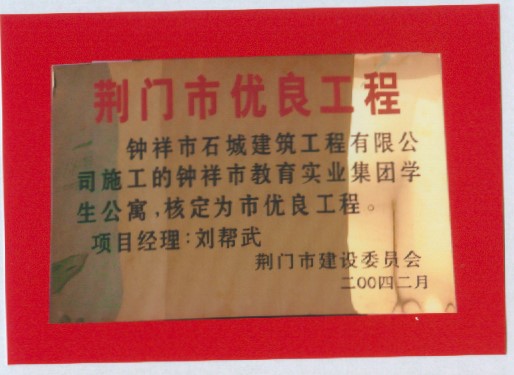 荆门市优良工程
钟祥市石城建筑工程有限公
司施工的钟祥市教育实业集团学
生公寓,核定为市优良工程。
项目经理:刘帮武
荆门市建设委员会
二00四二月